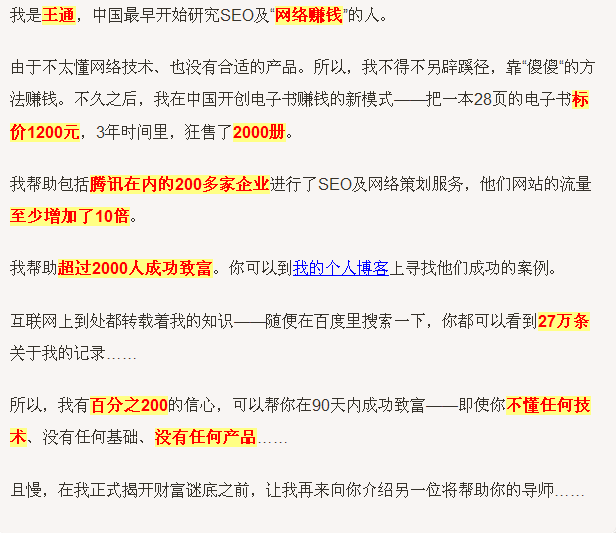 我是王通，中国最早开始研究SEO及“网络赚钱”的人。
由于不太懂网络技术、也没有合适的产品。所以，我不得不另辟蹊径，靠“傻傻“的方
法赚钱。不久之后，我在中国开创电子书赚钱的新模式——把一本28页的电子书标
价1200元，3年时间里，狂售了2000册。
我帮助包括腾讯在内的200多家企业进行了SEO及网络策划服务，他们网站的流量
至少增加了10倍。
我帮助超过2000人成功致富。你可以到我的个人博客上寻找他们成功的案例。
互联网上到处都转载着我的知识——随便在百度里搜索一下，你都可以看到27万条
关于我的记录……
所以，我有百分之200的信心，可以帮你在90天内成功致富——即使你不懂任何技
术、没有任何基础、没有任何产品……
且慢，在我正式揭开财富谜底之前，让我再来向你介绍另一位将帮助你的导师……